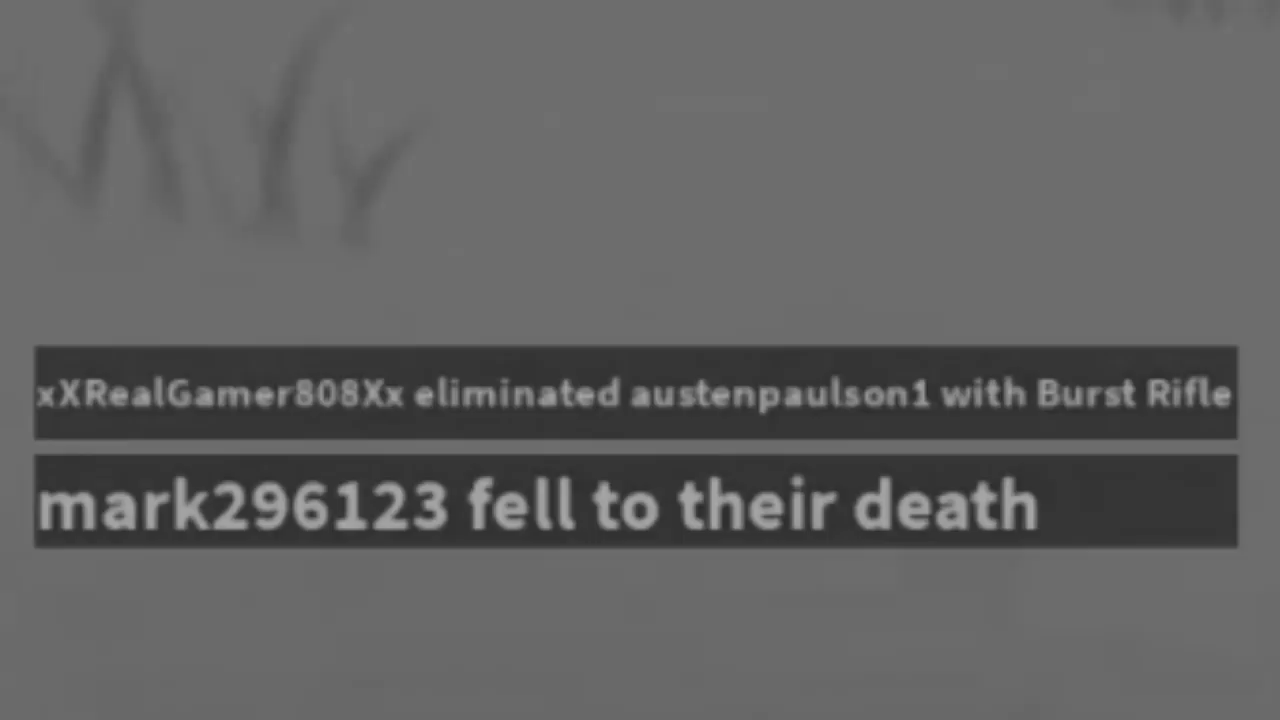 xXRealGamer808Xx eliminated austenpaulson1 with Burst Rifle
mark296123 fell to their death